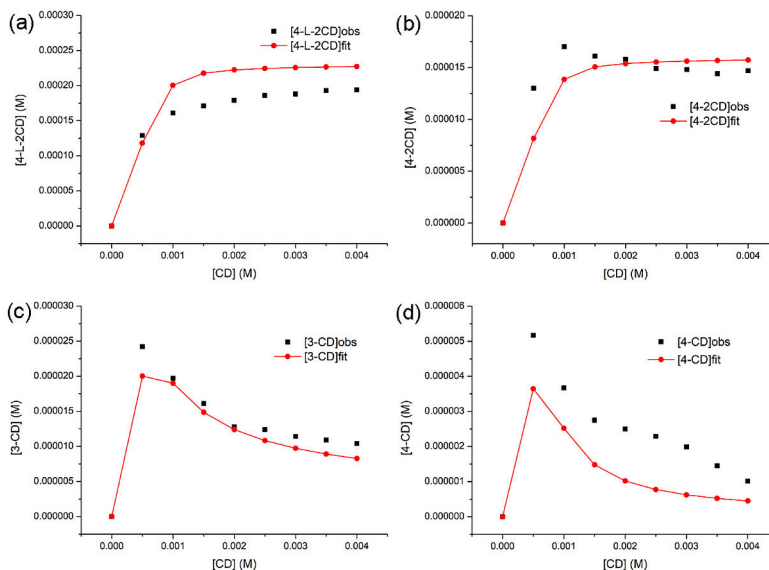 (a)
[4-L-2CD]obs
[4-L-2CD]fit
0.00030
0.00025
0.00020
0.00015
0.00010
0.00005
0.00000
[4-L-2CD] (M)
0.000 0.001 0.002 0.003 0.004
[CD] (M)
(b)
[4-2CD]obs
[4-2CD]fit
0.000020
0.000015
0.000010
0.000005
0.000000
[4-2CD] (M)
0.000 0.001 0.002 0.003 0.004
[CD] (M)
(c)
[3-CD]obs
[3-CD]fit
0.000030
0.000025
0.000020
0.000015
0.000010
0.000005
0.000000
[3-CD] (M)
0.000 0.001 0.002 0.003 0.004
[CD] (M)
(d)
[4-CD]obs
[4-CD]fit
0.000006
0.000005
0.000004
0.000003
0.000002
0.000001
0.000000
[4-CD] (M)
0.000 0.001 0.002 0.003 0.004
[CD] (M)